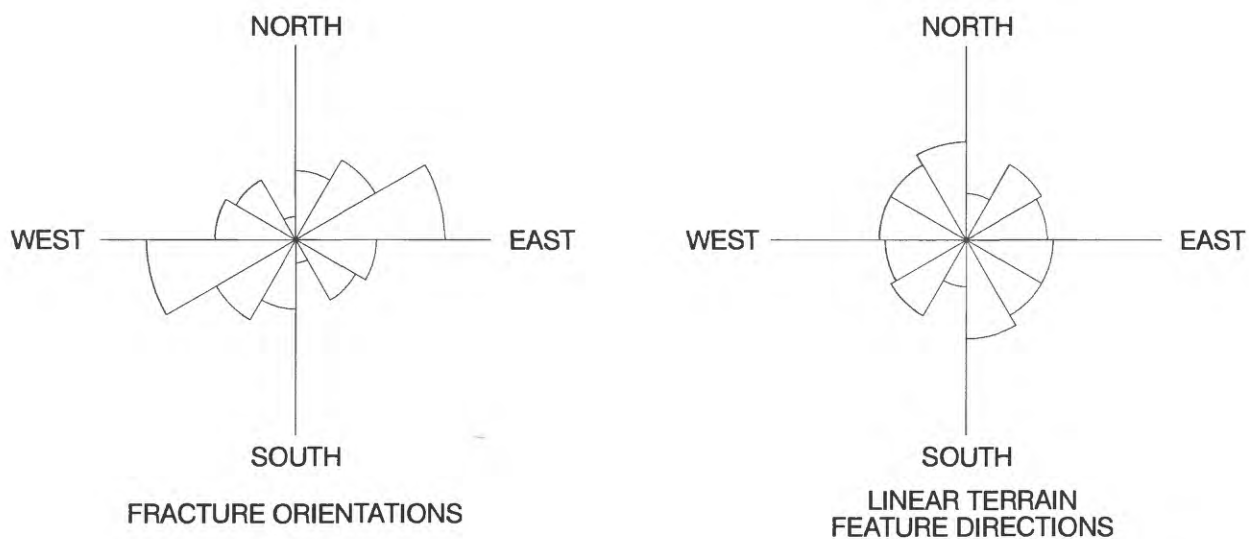 NORTH
WEST
EAST
SOUTH
FRACTURE ORIENTATIONS
NORTH
WEST
EAST
SOUTH
LINEAR TERRAIN
FEATURE DIRECTIONS